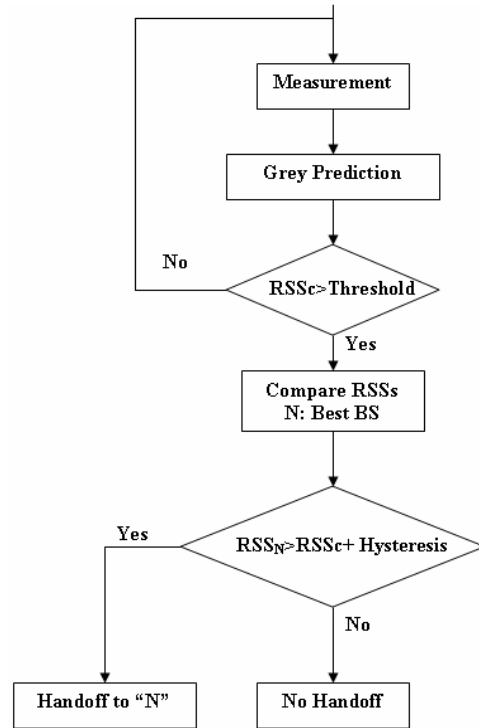 Measurement
Grey Prediction
No
RSSc>Threshold
Yes
Compare RSSs
N: Best BS
Yes
RSSN>RSSc+ Hysteresis
No
Handoff to “N”
No Handoff